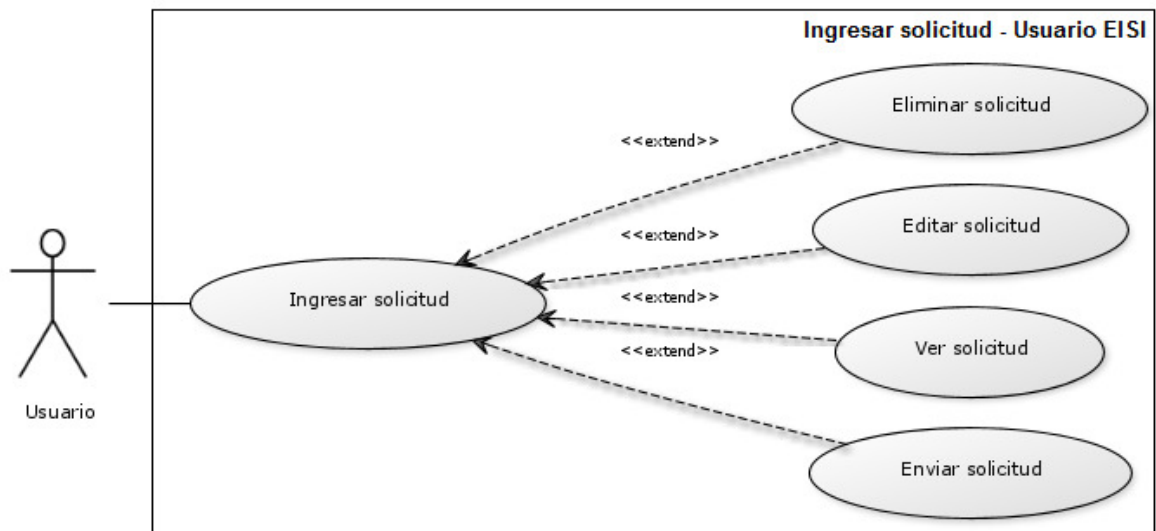 Ingresar solicitud - Usuario EISI
Eliminar solicitud
<<extend>>
Editar solicitud
<<extend>>
Ingresar solicitud
<<extend>>
Ver solicitud
<<extend>>
Usuario
Enviar solicitud